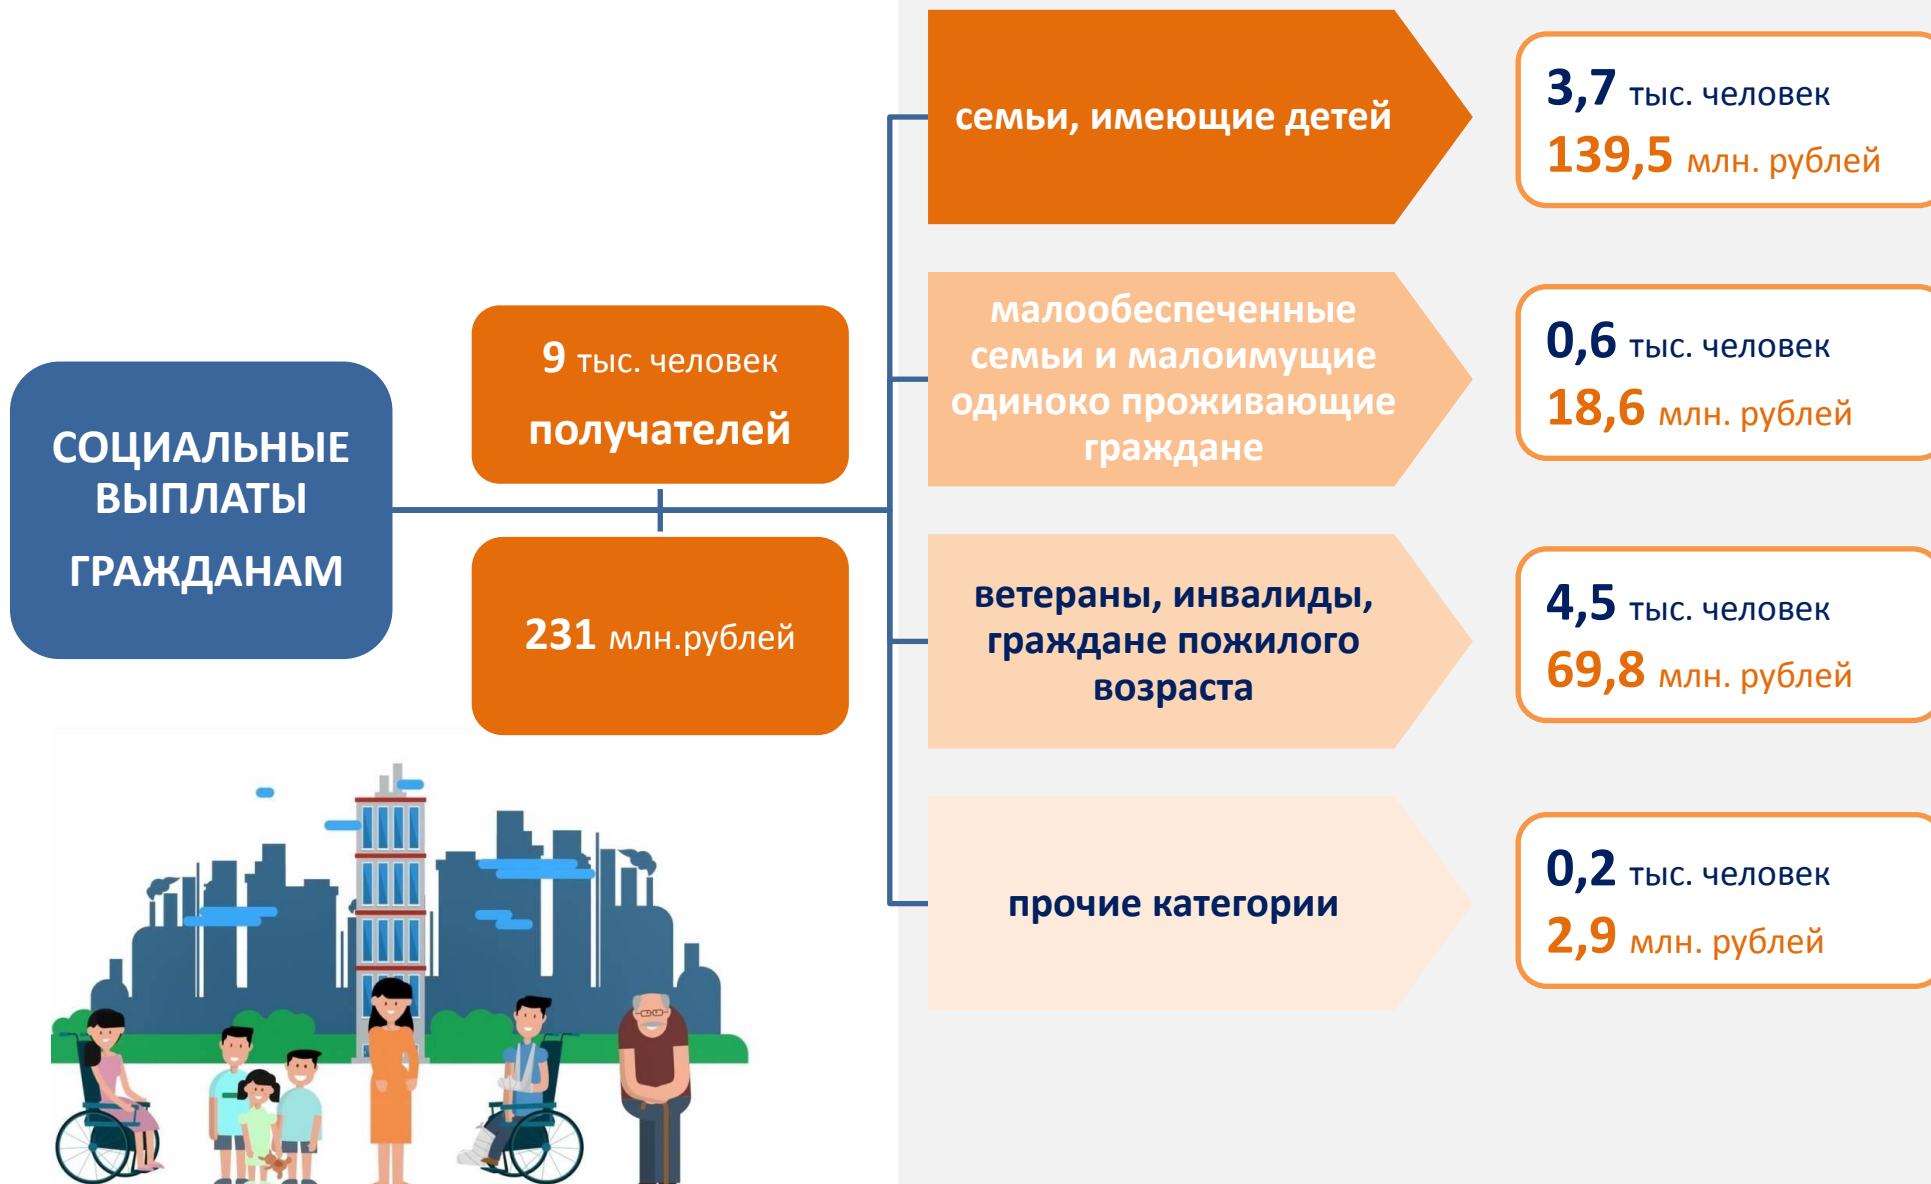 СОЦИАЛЬНЫЕ
ВЫПЛАТЫ
ГРАЖДАНАМ
9 тыс. человек
получателей
231 млн.рублей
семьи, имеющие детей
3,7 тыс. человек
139,5 млн. рублей
малообеспеченные
семьи и малоимущие
одиноко проживающие
граждане
0,6 тыс. человек
18,6 млн. рублей
ветераны, инвалиды,
граждане пожилого
возраста
4,5 тыс. человек
69,8 млн. рублей
прочие категории
0,2 тыс. человек
2,9 млн. рублей